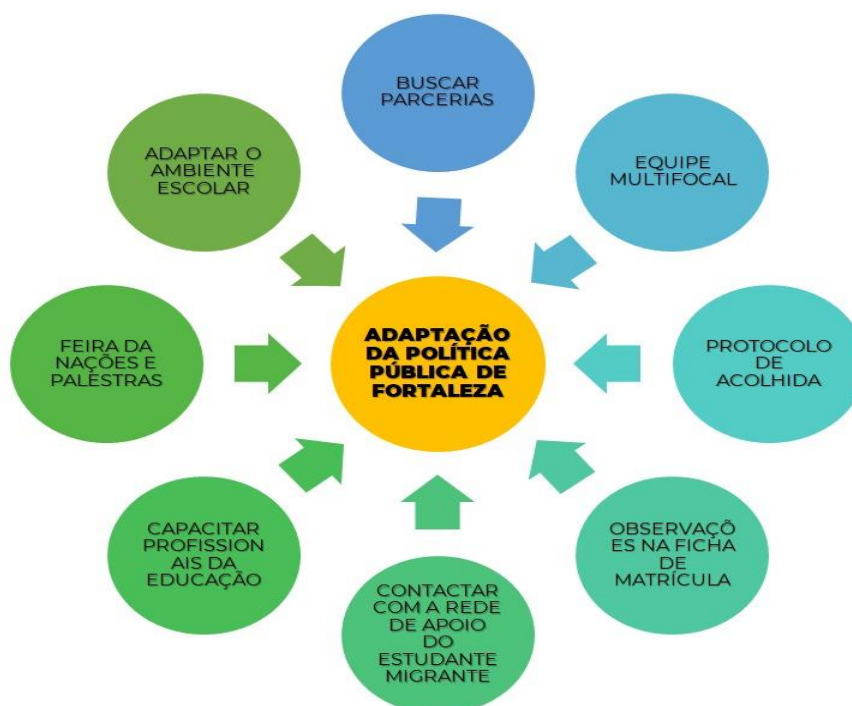 BUSCAR
PARCERIAS
EQUIPE
MULTIFOCAL
PROTOCOLO
DE
ACOLHIDA
OBSERVAÇÕ
ES NA FICHA
DE
MATRÍCULA
CONTACTAR
COM A REDE
DE APOIO
DO
ESTUDANTE
MIGRANTE
CAPACITAR
PROFISSION
AIS DA
EDUCAÇÃO
FEIRA DA
NAÇÕES E
PALESTRAS
ADAPTAR O
AMBIENTE
ESCOLAR
ADAPTAÇÃO
DA POLÍTICA
PÚBLICA DE
FORTALEZA